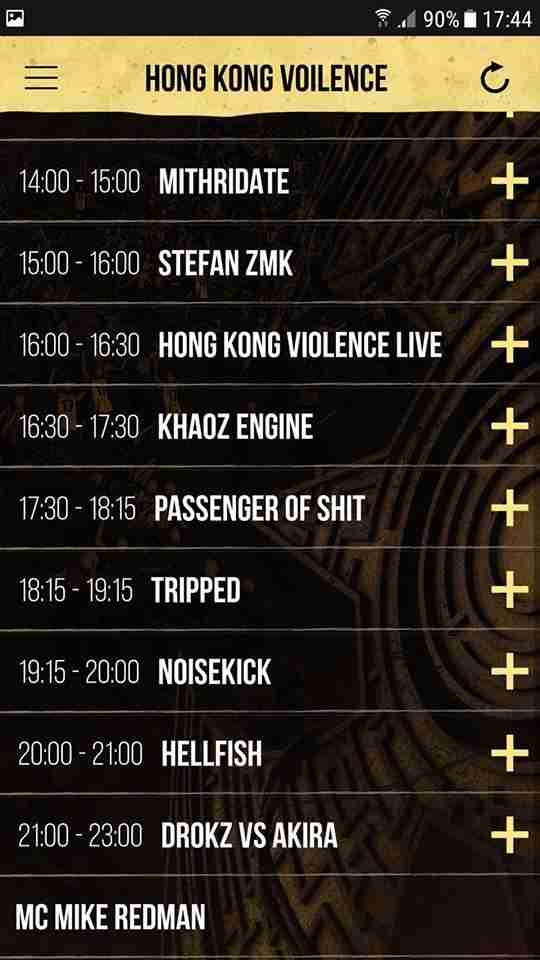 90% 17:44
HONG KONG VOILENCE
14:00 - 15:00 MITHRIDATE
15:00 - 16:00 STEFAN ZMK
16:00 - 16:30 HONG KONG VIOLENCE LIVE
16:30 - 17:30 KHAOZ ENGINE
17:30 - 18:15 PASSENGER OF SHIT
18:15 - 19:15 TRIPPED
19:15 - 20:00 NOISEKICK
20:00 - 21:00 HELLFISH
21:00 - 23:00 DROKZ VS AKIRA
MC MIKE REDMAN